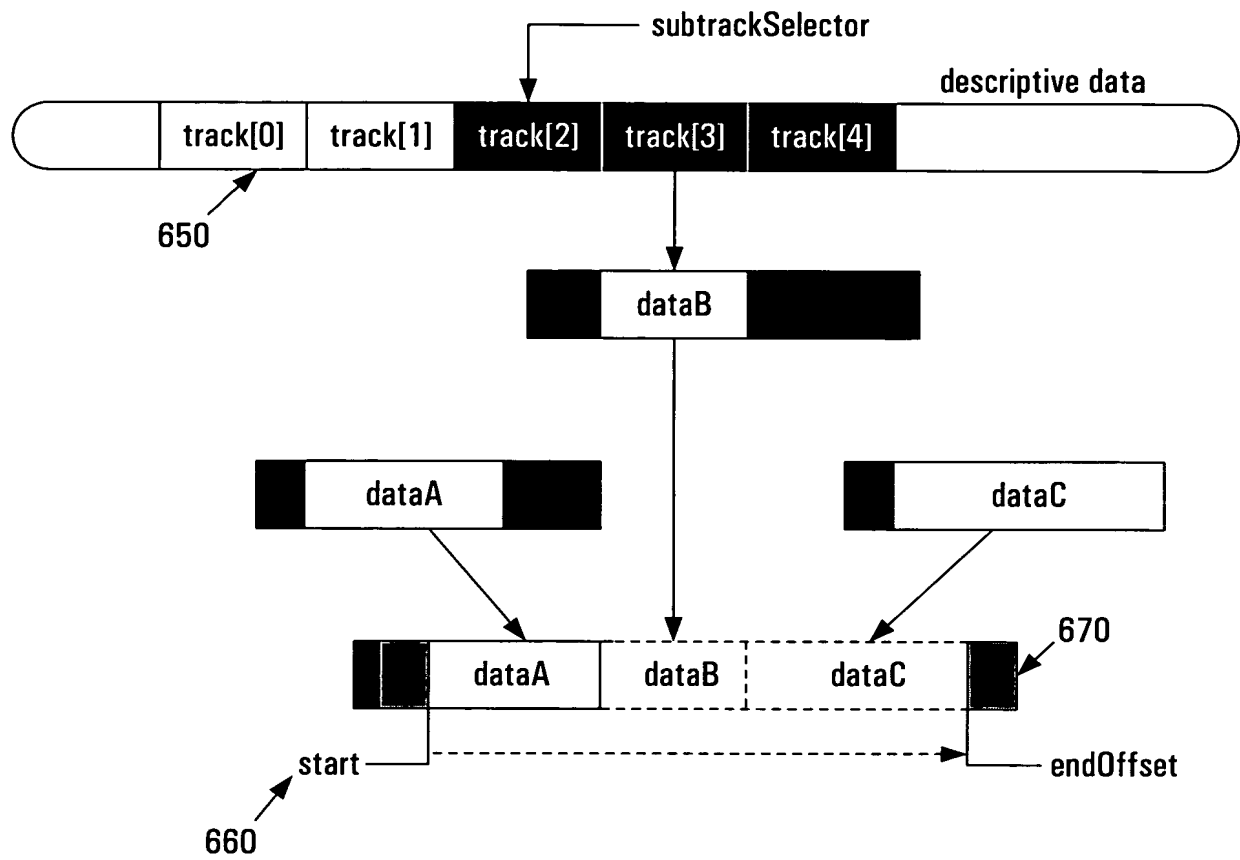 subtrackSelector
descriptive data
track[0] track[1] track[2] track[3] track[4]
650
dataB
dataA
dataC
670
dataA dataB dataC
start
endOffset
660